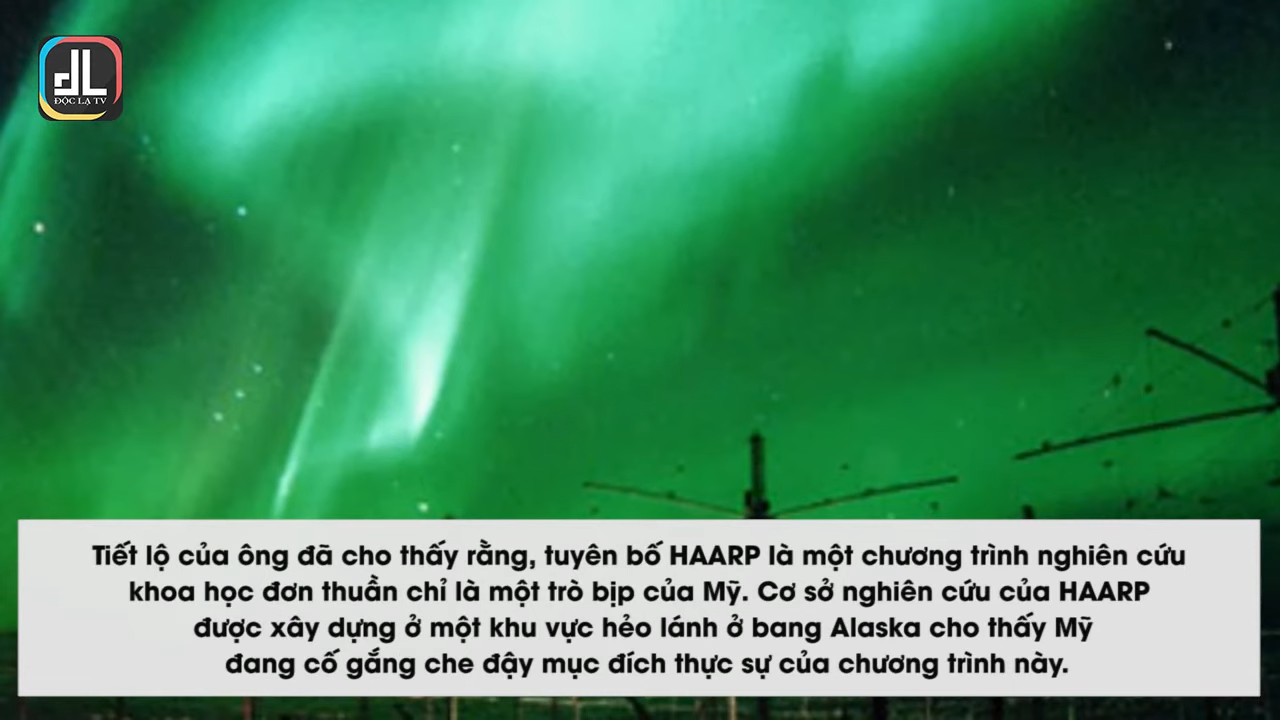 ĐỘC LẠ TV
Tiết lộ của ông đã cho thấy rằng, tuyên bố HAARP là một chương trình nghiên cứu
khoa học đơn thuần chỉ là một trò bịp của Mỹ. Cơ sở nghiên cứu của HAARP
được xây dựng ở một khu vực hẻo lánh ở bang Alaska cho thấy Mỹ
đang cố gắng che đậy mục đích thực sự của chương trình này.